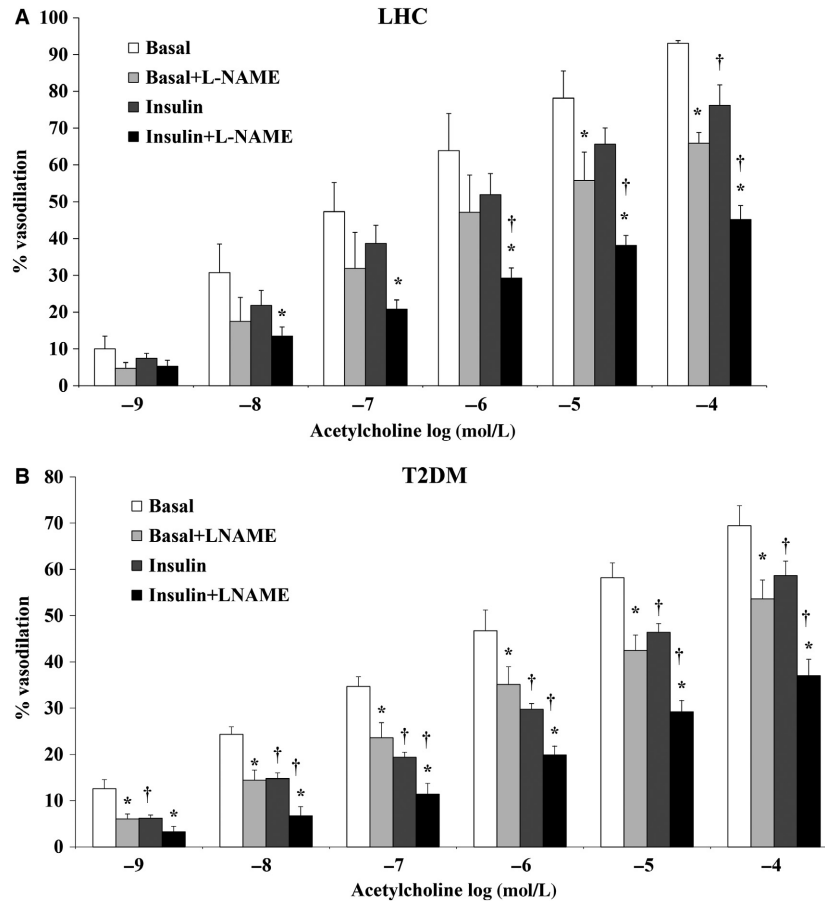 A
LHC
Basal
Basal+L-NAME
Insulin
Insulin+L-NAME
% vasodilation
100
90
80
70
60
50
40
30
20
10
0
*
*
†
*
*
†
*
*
†
†
*
–9
–8
–7
–6
–5
–4
Acetylcholine log (mol/L)
B
T2DM
Basal
Basal+LNAME
Insulin
Insulin+LNAME
% vasodilation
80
70
60
50
40
30
20
10
0
* † *
* † † *
* † † *
* † † *
* † † *
* † † *
–9
–8
–7
–6
–5
–4
Acetylcholine log (mol/L)